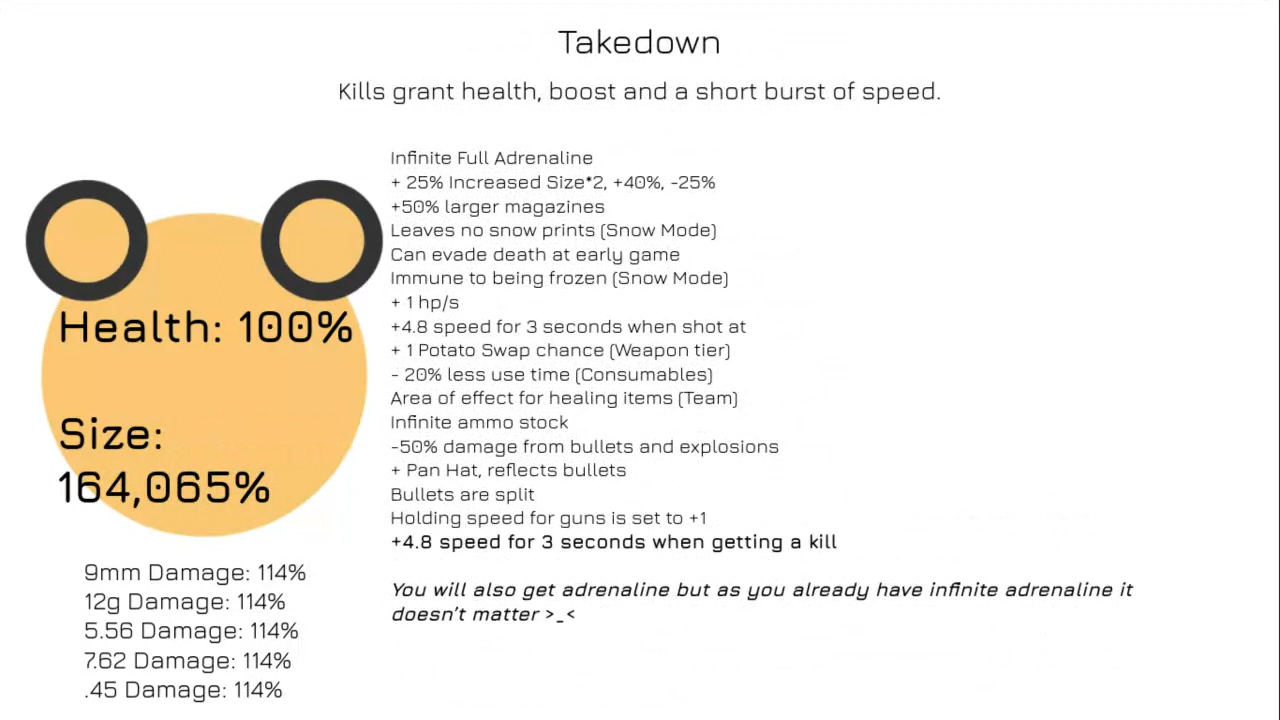 Takedown
Kills grant health, boost and a short burst of speed.
Infinite Full Adrenaline
+ 25% Increased Size*2, +40%, -25%
+50% larger magazines
Leaves no snow prints (Snow Mode)
Can evade death at early game
Immune to being frozen (Snow Mode)
+ 1 hp/s
+4.8 speed for 3 seconds when shot at
+ 1 Potato Swap chance (Weapon tier)
- 20% less use time (Consumables)
Area of effect for healing items (Team)
Infinite ammo stock
-50% damage from bullets and explosions
+ Pan Hat, reflects bullets
Bullets are split
Holding speed for guns is set to +1
+4.8 speed for 3 seconds when getting a kill
You will also get adrenaline but as you already have infinite adrenaline it
doesn't matter >_<
Health: 100%
Size:
164,065%
9mm Damage: 114%
12g Damage: 114%
5.56 Damage: 114%
7.62 Damage: 114%
.45 Damage: 114%